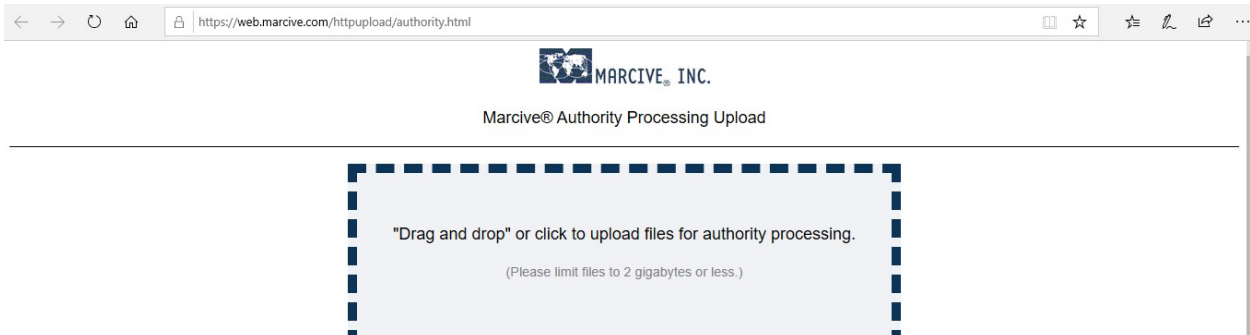 https://web.marcive.com/httpupload/authority.html
MARCIVE® INC.
Marcive® Authority Processing Upload
"Drag and drop" or click to upload files for authority processing.
(Please limit files to 2 gigabytes or less.)